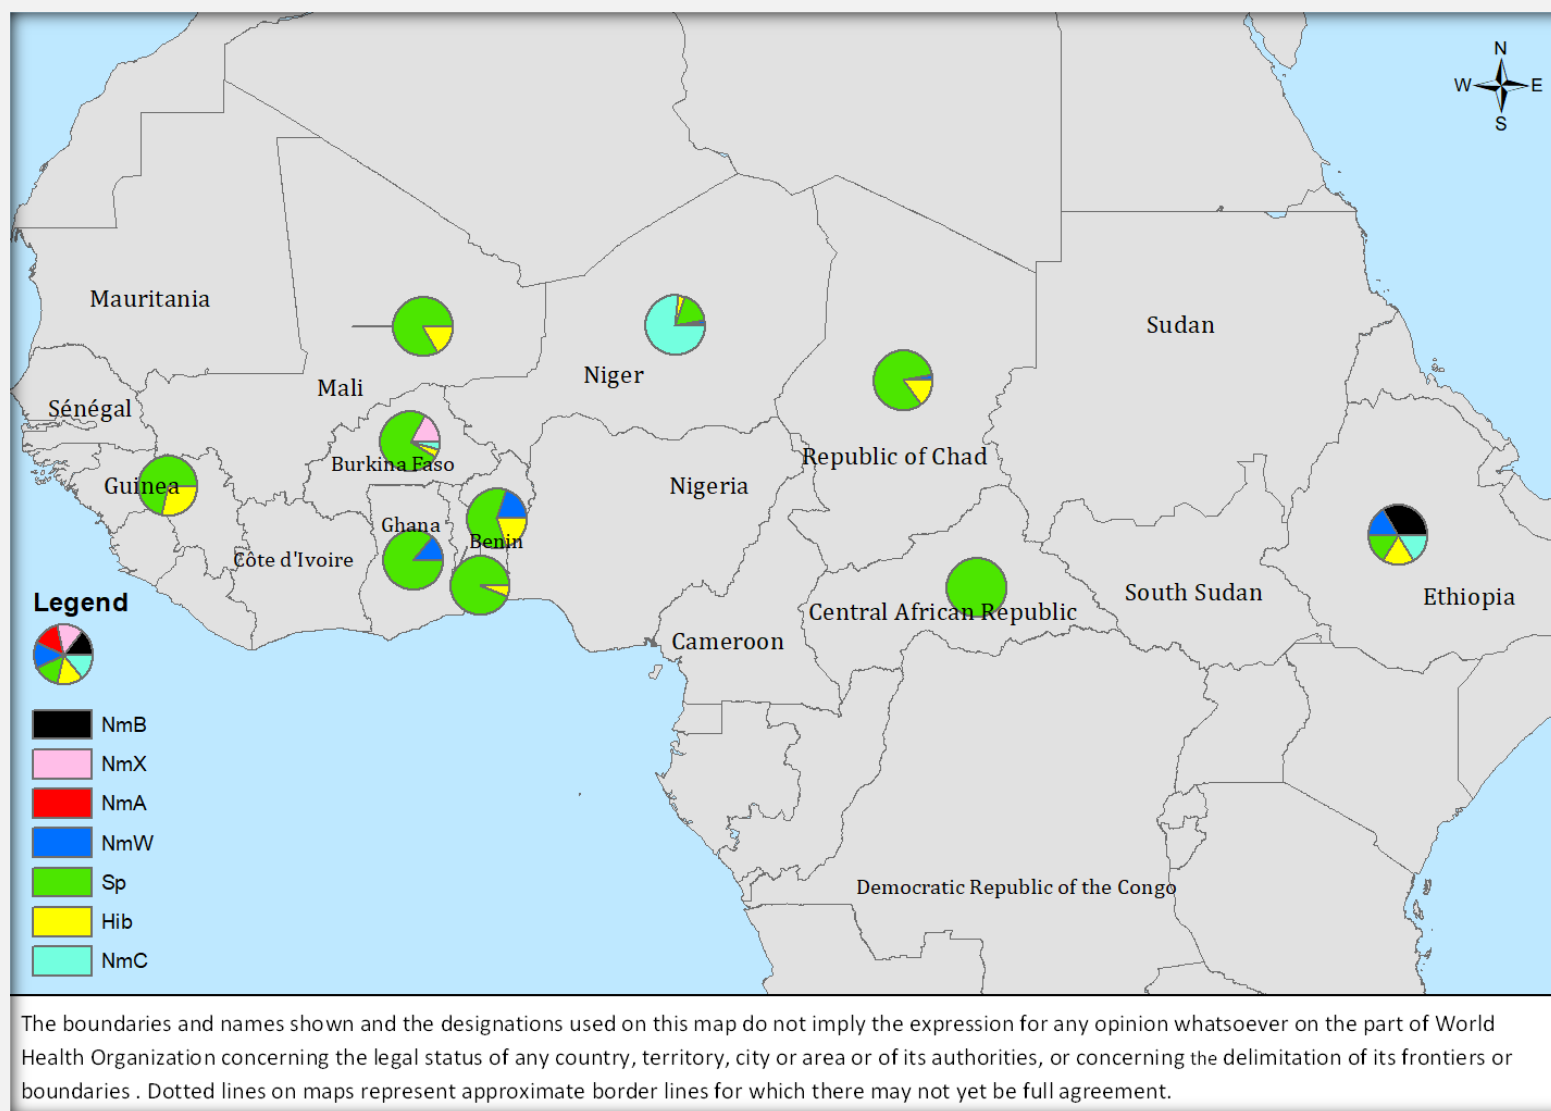 N
W E
S
Mauritania
Mali
Niger
Sudan
Sénégal
Burkina Faso
Republic of Chad
Guinea
Nigeria
Ghana
Benin
Côte d'Ivoire
Central African Republic
South Sudan
Ethiopia
Cameroon
Democratic Republic of the Congo
Legend
NmB
NmX
NmA
NmW
Sp
Hib
NmC
The boundaries and names shown and the designations used on this map do not imply the expression for any opinion whatsoever on the part of World
Health Organization concerning the legal status of any country, territory, city or area or of its authorities, or concerning the delimitation of its frontiers or
boundaries . Dotted lines on maps represent approximate border lines for which there may not yet be full agreement.